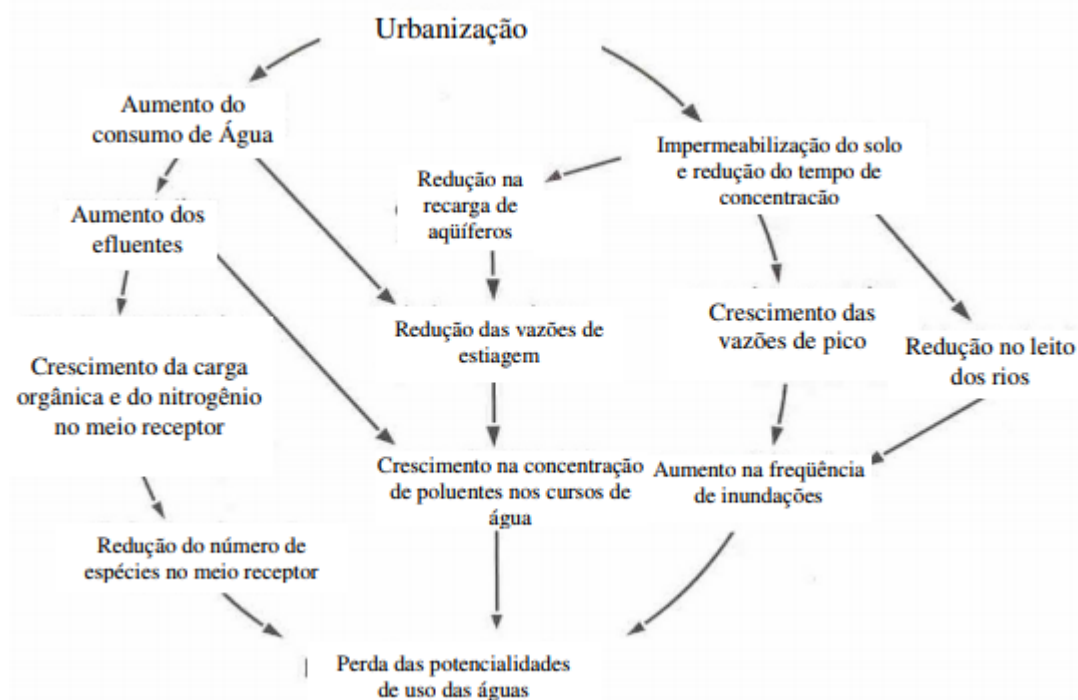 Urbanização
Aumento do
consumo de Água
Impermeabilização do solo
e redução do tempo de
concentracão
Redução na
recarga de
aqüíferos
Aumento dos
efluentes
Redução das vazões de
estiagem
Crescimento das
vazões de pico
Redução no leito
dos rios
Crescimento da carga
orgânica e do nitrogênio
no meio receptor
Crescimento na concentração
de poluentes nos cursos de
água
Aumento na freqüência
de inundações
Redução do número de
espécies no meio receptor
Perda das potencialidades
de uso das águas